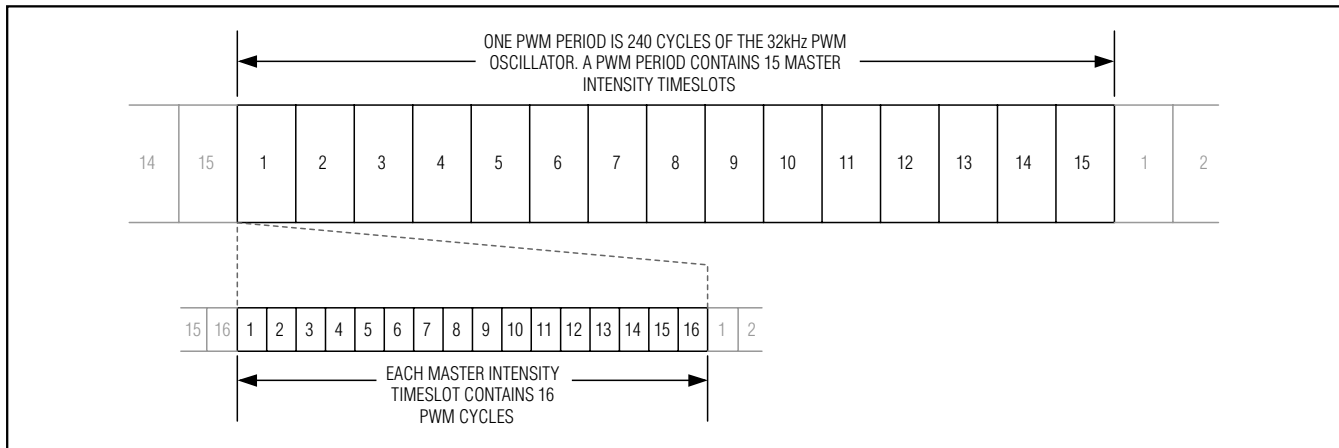 ONE PWM PERIOD IS 240 CYCLES OF THE 32kHz PWM
OSCILLATOR. A PWM PERIOD CONTAINS 15 MASTER
INTENSITY TIMESLOTS
14 15 1 2 3 4 5 6 7 8 9 10 11 12 13 14 15 1 2
15 16 1 2 3 4 5 6 7 8 9 10 11 12 13 14 15 16 1 2
EACH MASTER INTENSITY
TIMESLOT CONTAINS 16
PWM CYCLES